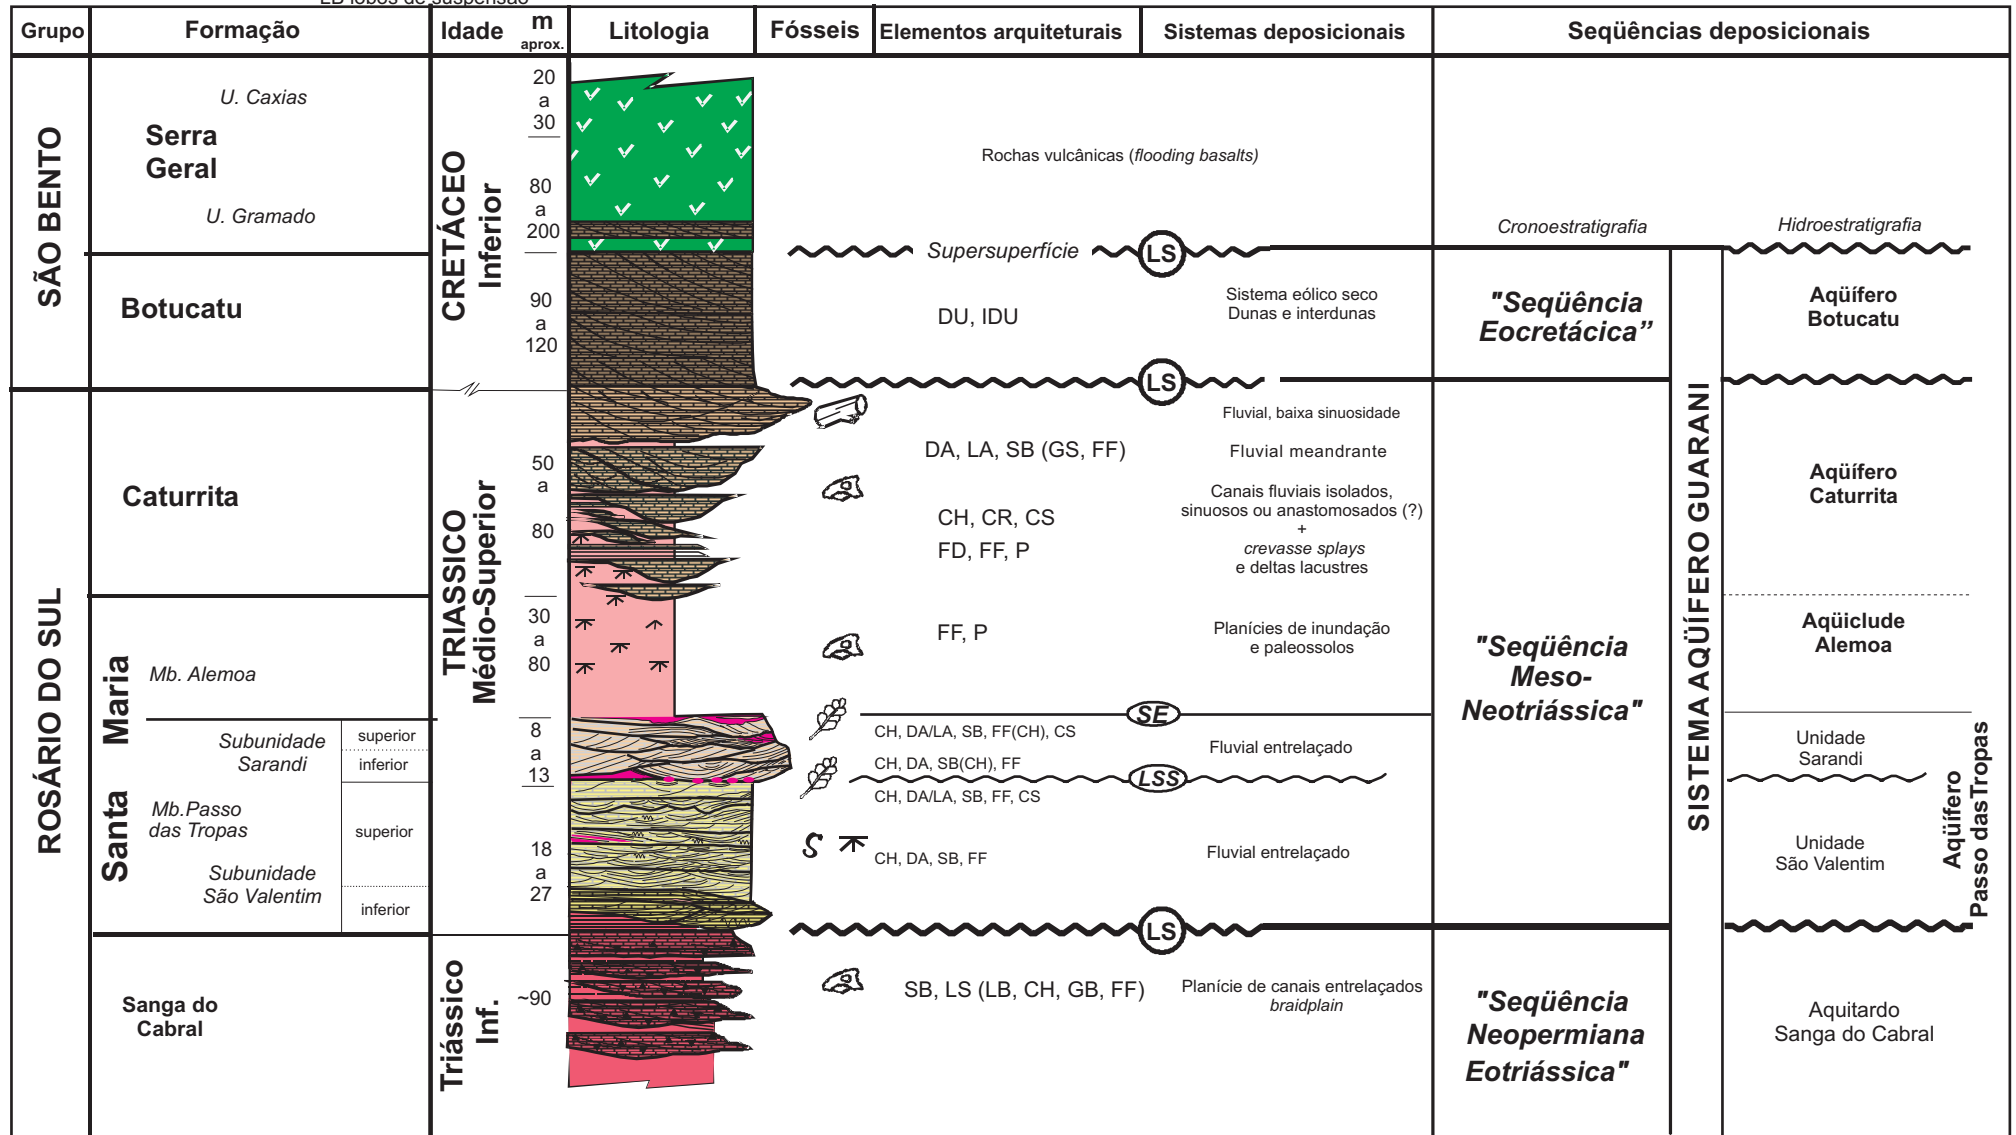 LB lobos de suspensão
Grupo
Formação
Idade
m
aprox.
Litologia
Fósseis
Elementos arquiteturais
Sistemas deposicionais
Seqüências deposicionais
SÃO BENTO
U. Caxias
Serra
Geral
U. Gramado
Botucatu
CRETÁCEO
Inferior
20
a
30
80
a
200
90
a
120
Rochas vulcânicas (flooding basalts)
Supersuperfície
LS
Cronoestratigrafia
Hidroestratigrafia
DU, IDU
Sistema eólico seco
Dunas e interdunas
"Seqüência
Eocretácica”
Aqüífero
Botucatu
LS
ROSÁRIO DO SUL
Caturrita
TRIASSICO
Médio-Superior
50
a
80
Fluvial, baixa sinuosidade
DA, LA, SB (GS, FF)
Fluvial meandrante
CH, CR, CS
FD, FF, P
Canais fluviais isolados,
sinuosos ou anastomosados (?)
+
crevasse splays
e deltas lacustres
SISTEMA AQÜÍFERO GUARANI
Aqüífero
Caturrita
Santa Maria
Mb. Alemoa
30
a
80
FF, P
Planícies de inundação
e paleossolos
"Seqüência
Meso-
Neotriássica"
Aqüiclude
Alemoa
SE
Subunidade
Sarandi
superior
inferior
8
a
13
CH, DA/LA, SB, FF(CH), CS
CH, DA, SB(CH), FF
Fluvial entrelaçado
Unidade
Sarandi
LSS
Mb.Passo
das Tropas
Subunidade
São Valentim
superior
inferior
18
a
27
CH, DA/LA, SB, FF, CS
CH, DA, SB, FF
Fluvial entrelaçado
Unidade
São Valentim
Aqüífero
Passo dasTropas
LS
Sanga do
Cabral
Triássico
Inf.
~90
SB, LS (LB, CH, GB, FF)
Planície de canais entrelaçados
braidplain
"Seqüência
Neopermiana
Eotriássica"
Aquitardo
Sanga do Cabral